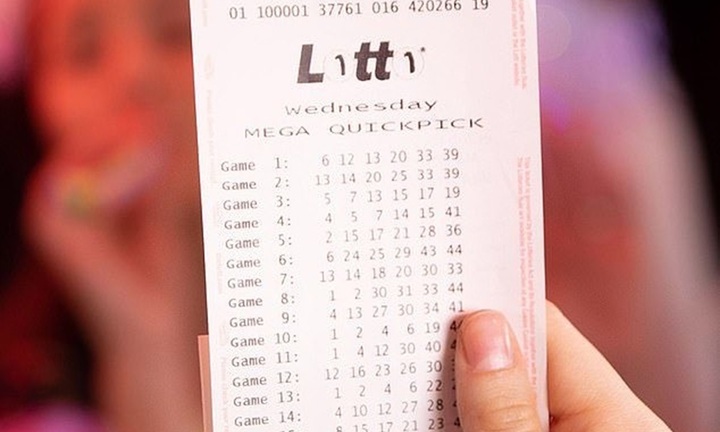 01 100001 37761 016 420266 19
Lotto
Wednesday
MEGA QUICKPICK
Game 1: 6 12 13 20 33 39
Game 2: 13 14 20 25 33 39
Game 3: 5 7 13 15 17 19
Game 4: 4 5 7 14 15 41
Game 5: 2 15 17 21 28 36
Game 6: 6 24 25 29 43 44
Game 7: 13 14 18 20 30 33
Game 8: 1 2 30 31 33 44
Game 9: 4 13 27 30 34 41
Game 10: 1 2 4 6 19
Game 11: 1 4 12 30 40
Game 12: 12 16 23 26 30
Game 13: 1 2 4 6 22
Game 14: 4 10 12 27 28
8 15 17 21 23